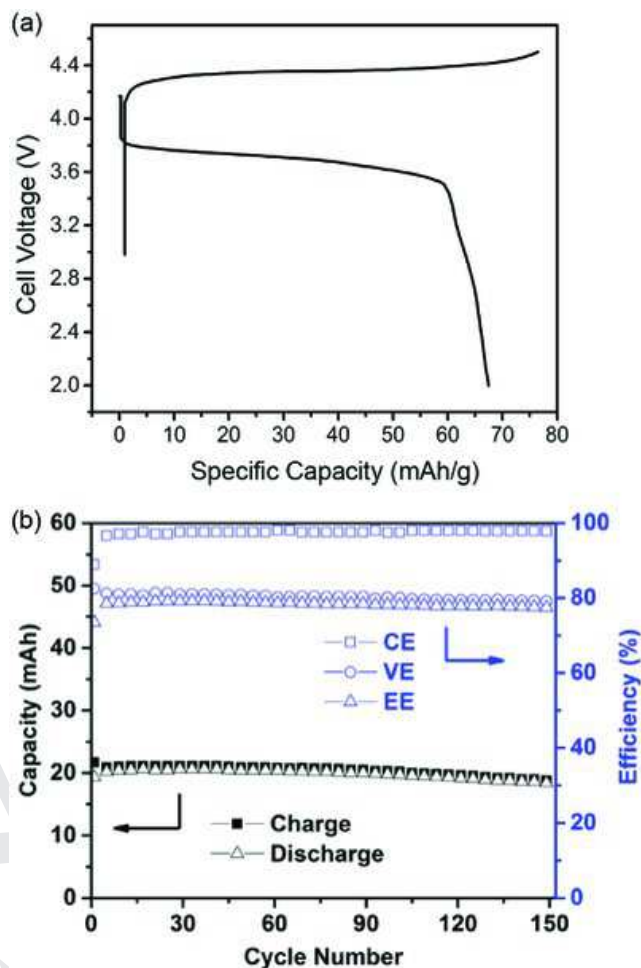 (a)
4.4
4.0
3.6
3.2
2.8
2.4
2.0
Cell Voltage (V)
0 10 20 30 40 50 60 70 80
Specific Capacity (mAh/g)
(b)
60
50
40
30
20
10
0
Capacity (mAh)
100
80
60
40
20
0
Efficiency (%)
CE
VE
EE
Charge
Discharge
0 30 60 90 120 150
Cycle Number